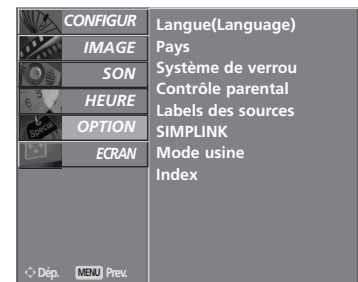 CONFIGUR
IMAGE
SON
HEURE
OPTION
ECRAN
Langue(Language)
Pays
Système de verrou
Contrôle parental
Labels des sources
SIMPLINK
Mode usine
Index
Special
Dép. MENU Prev.